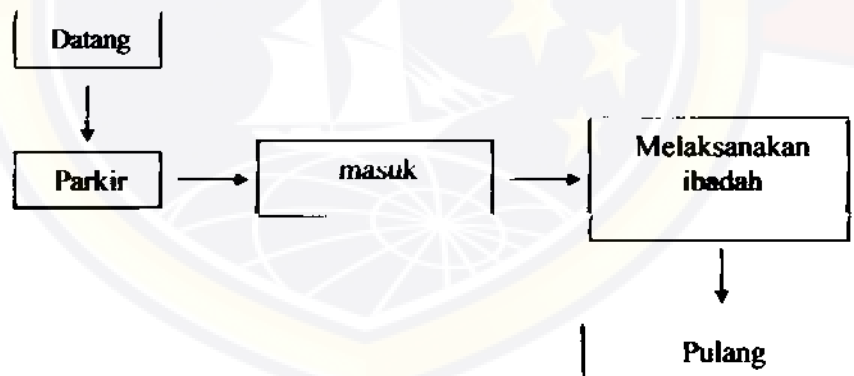 Datang
Parkir
masuk
Melaksanakan
ibadah
Pulang